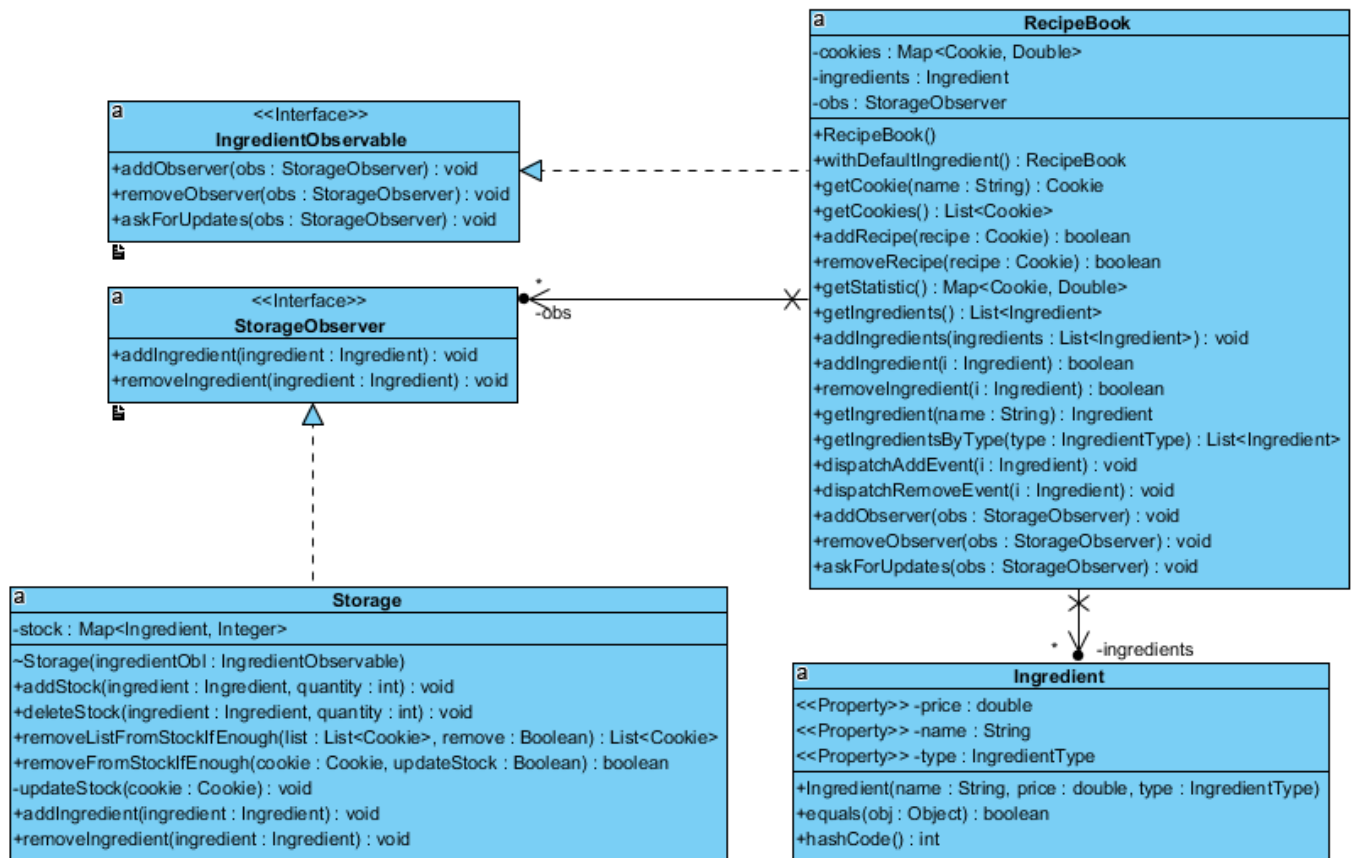 a
<<Interface>>
IngredientObservable
+addObserver(obs : StorageObserver) : void
+removeObserver(obs : StorageObserver) : void
+askForUpdates(obs : StorageObserver) : void
a
<<Interface>>
StorageObserver
+addIngredient(ingredient : Ingredient) : void
+removeIngredient(ingredient : Ingredient) : void
*
-obs
a
RecipeBook
-cookies : Map<Cookie, Double>
-ingredients : Ingredient
-obs : StorageObserver
+RecipeBook()
+withDefaultIngredient() : RecipeBook
+getCookie(name : String) : Cookie
+getCookies() : List<Cookie>
+addRecipe(recipe : Cookie) : boolean
+removeRecipe(recipe : Cookie) : boolean
+getStatistic() : Map<Cookie, Double>
+getIngredients() : List<Ingredient>
+addIngredients(ingredients : List<Ingredient>) : void
+addIngredient(i : Ingredient) : boolean
+removeIngredient(i : Ingredient) : boolean
+getIngredient(name : String) : Ingredient
+getIngredientsByType(type : IngredientType) : List<Ingredient>
+dispatchAddEvent(i : Ingredient) : void
+dispatchRemoveEvent(i : Ingredient) : void
+addObserver(obs : StorageObserver) : void
+removeObserver(obs : StorageObserver) : void
+askForUpdates(obs : StorageObserver) : void
a
Storage
-stock : Map<Ingredient, Integer>
~Storage(ingredientObl : IngredientObservable)
+addStock(ingredient : Ingredient, quantity : int) : void
+deleteStock(ingredient : Ingredient, quantity : int) : void
+removeListFromStockIfEnough(list : List<Cookie>, remove : Boolean) : List<Cookie>
+removeFromStockIfEnough(cookie : Cookie, updateStock : Boolean) : boolean
-updateStock(cookie : Cookie) : void
+addIngredient(ingredient : Ingredient) : void
+removeIngredient(ingredient : Ingredient) : void
*
-ingredients
a
Ingredient
<<Property>> -price : double
<<Property>> -name : String
<<Property>> -type : IngredientType
+Ingredient(name : String, price : double, type : IngredientType)
+equals(obj : Object) : boolean
+hashCode() : int